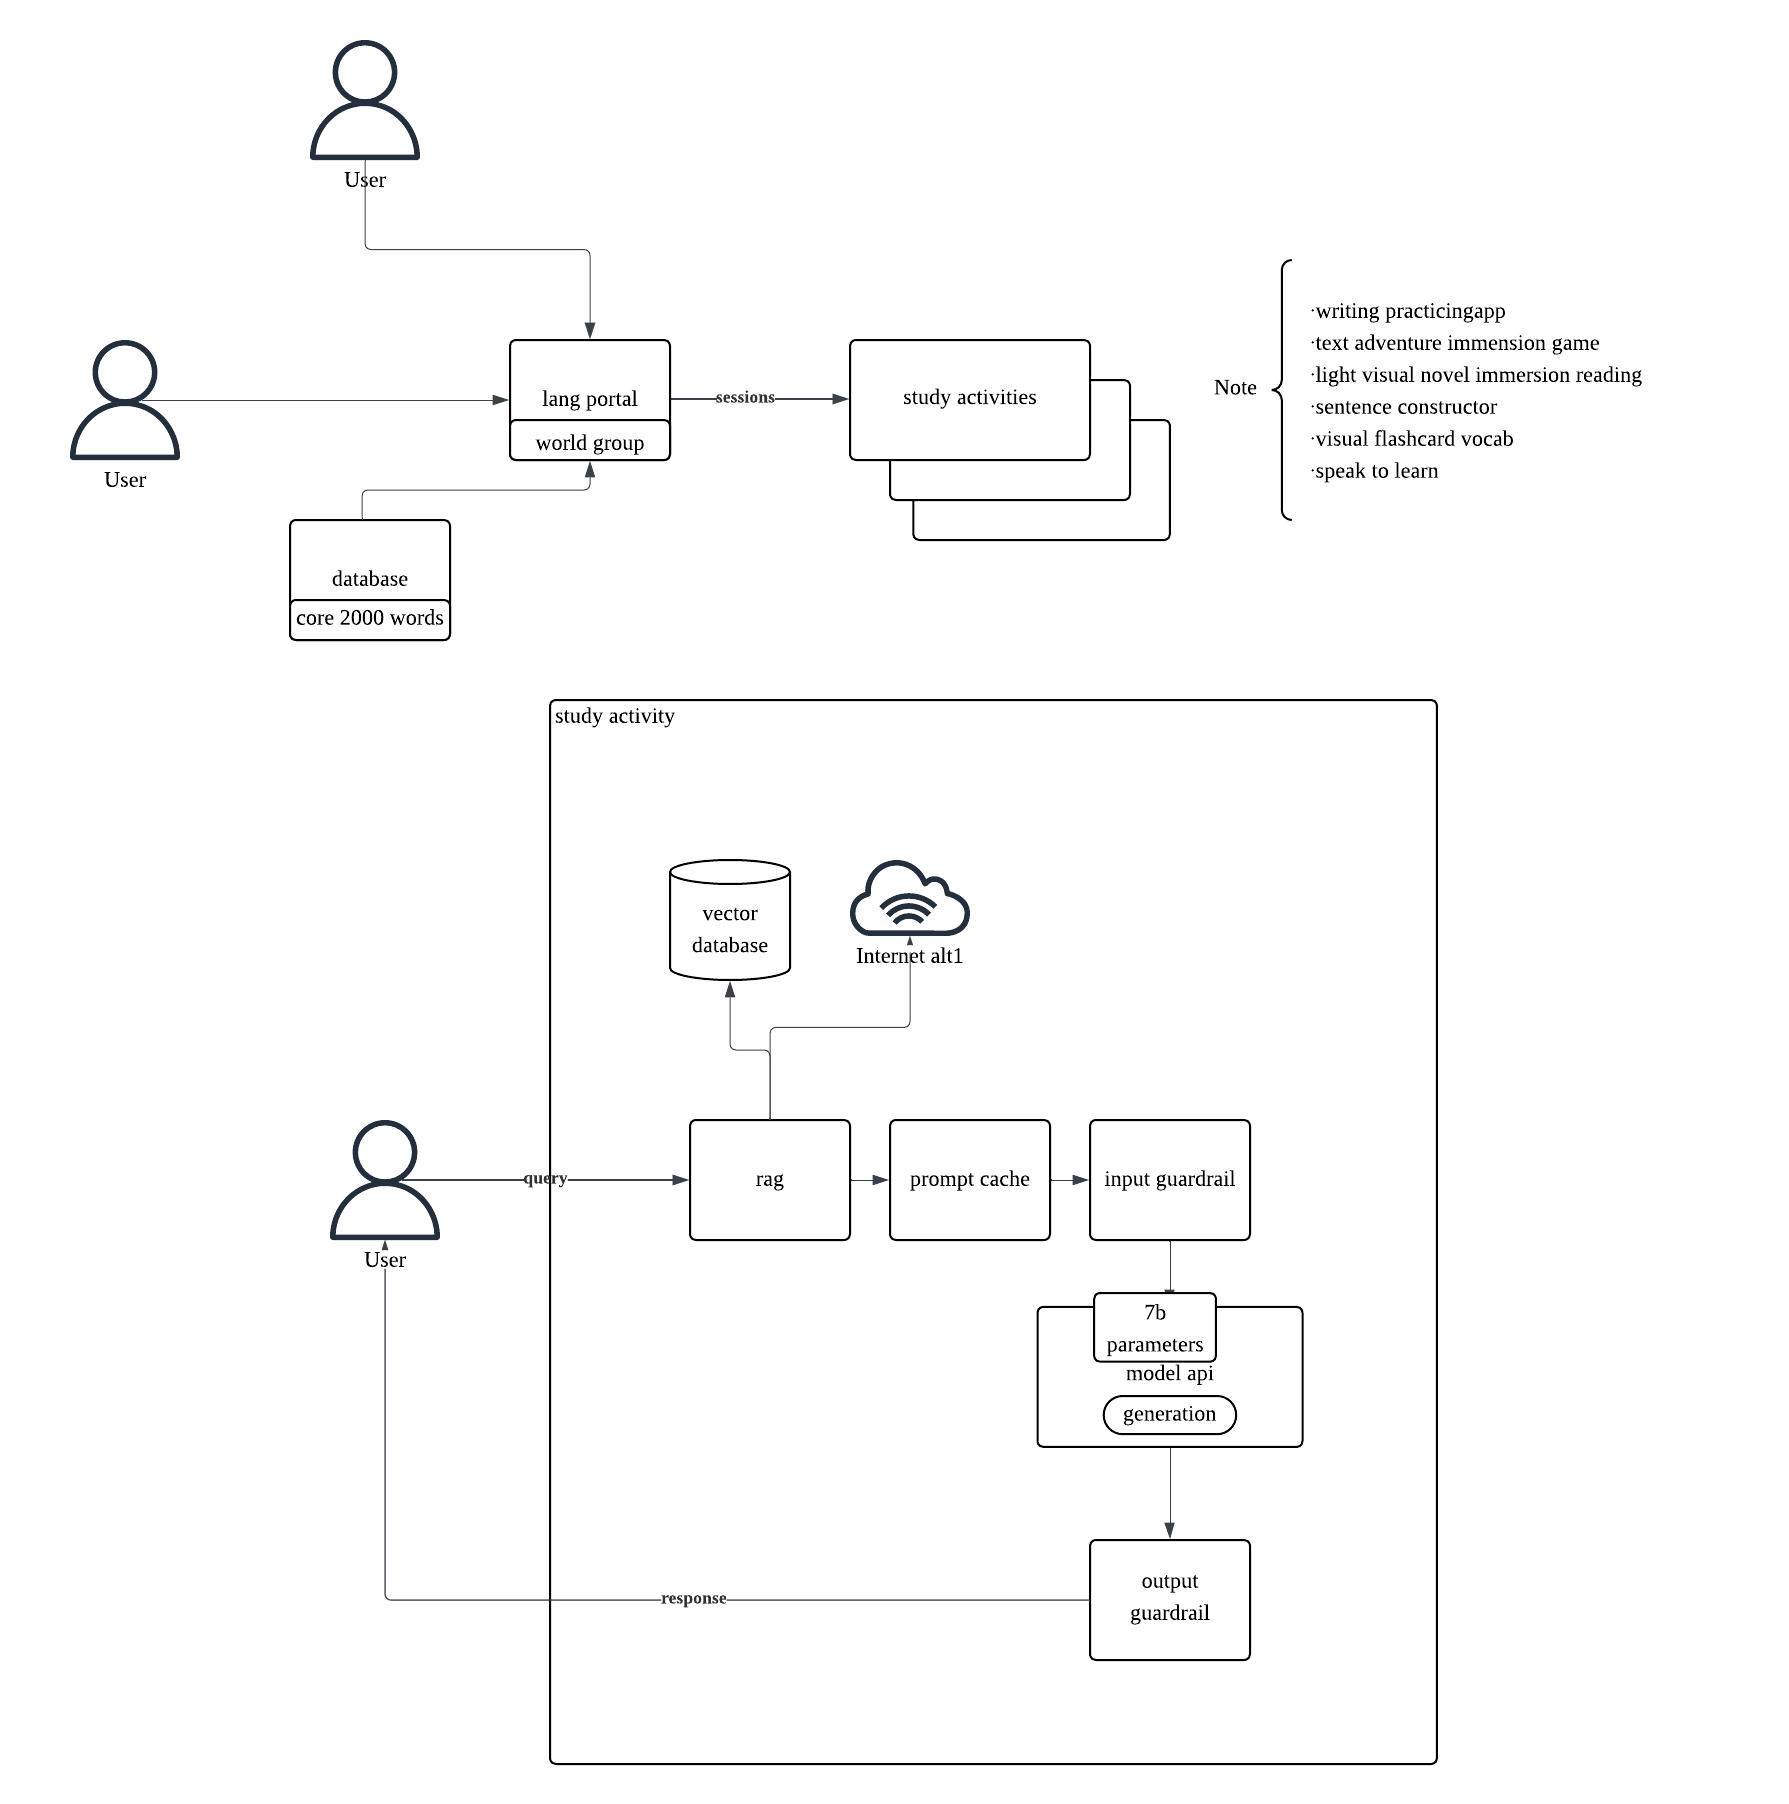 User
User
lang portal
world group
sessions
study activities
Note
·writing practicingapp
·text adventure immension game
·light visual novel immersion reading
·sentence constructor
·visual flashcard vocab
·speak to learn
database
core 2000 words
study activity
vector
database
Internet alt1
User
query
rag
prompt cache
input guardrail
7b
parameters
model api
generation
output
guardrail
response